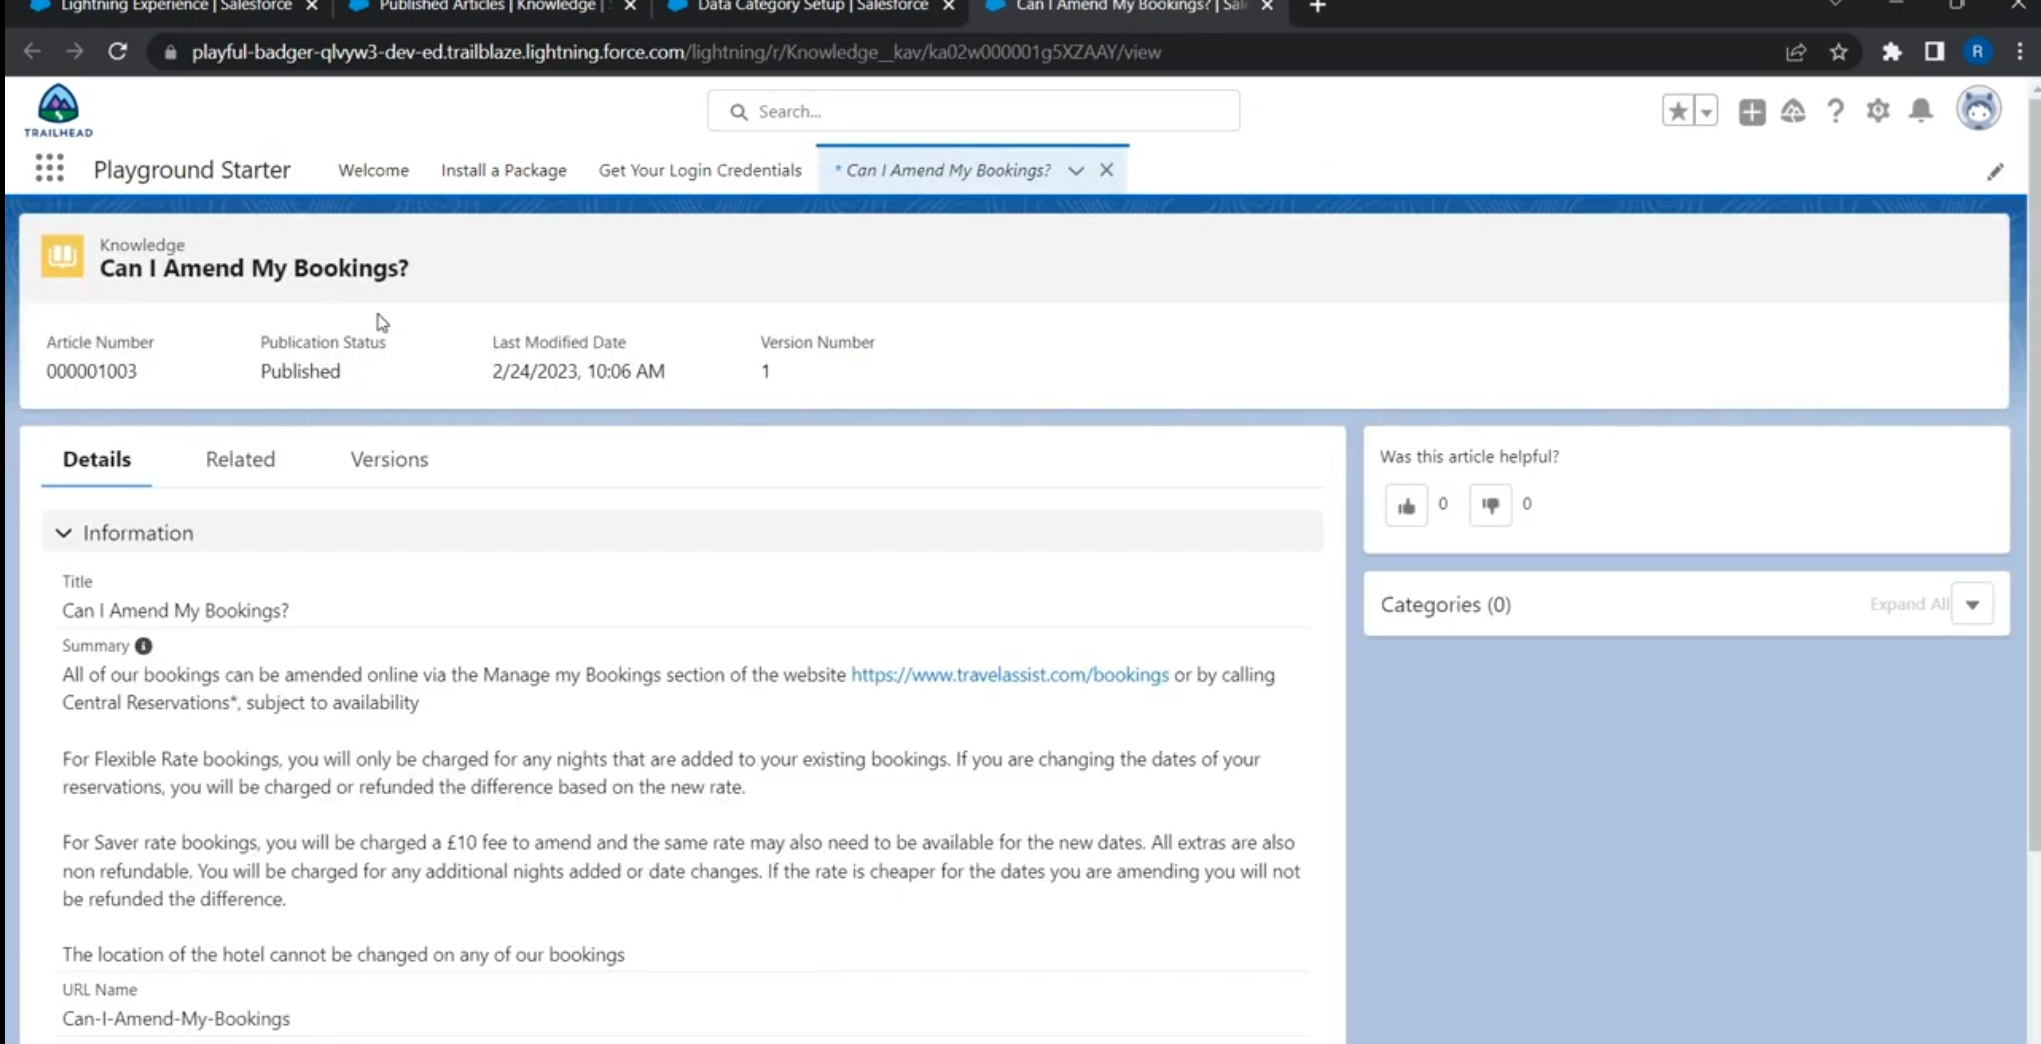 Lightning Experience | Salesforce
Published Articles | Knowledge |
Data Category Setup | Salesforce
Can I Amend My Bookings? | Sal
playful-badger-qlvyw3-dev-ed.trailblaze.lightning.force.com/lightning/r/Knowledge__kav/ka02w000001g5XZAAY/view
R
TRAILHEAD
Search...
Playground Starter
Welcome
Install a Package
Get Your Login Credentials
* Can I Amend My Bookings?
Knowledge
Can I Amend My Bookings?
Article Number
000001003
Publication Status
Published
Last Modified Date
2/24/2023, 10:06 AM
Version Number
1
Details
Related
Versions
Information
Title
Can I Amend My Bookings?
Summary
All of our bookings can be amended online via the Manage my Bookings section of the website https://www.travelassist.com/bookings or by calling
Central Reservations*, subject to availability
For Flexible Rate bookings, you will only be charged for any nights that are added to your existing bookings. If you are changing the dates of your
reservations, you will be charged or refunded the difference based on the new rate.
For Saver rate bookings, you will be charged a £10 fee to amend and the same rate may also need to be available for the new dates. All extras are also
non refundable. You will be charged for any additional nights added or date changes. If the rate is cheaper for the dates you are amending you will not
be refunded the difference.
The location of the hotel cannot be changed on any of our bookings
URL Name
Can-I-Amend-My-Bookings
Was this article helpful?
0
0
Categories (0)
Expand All